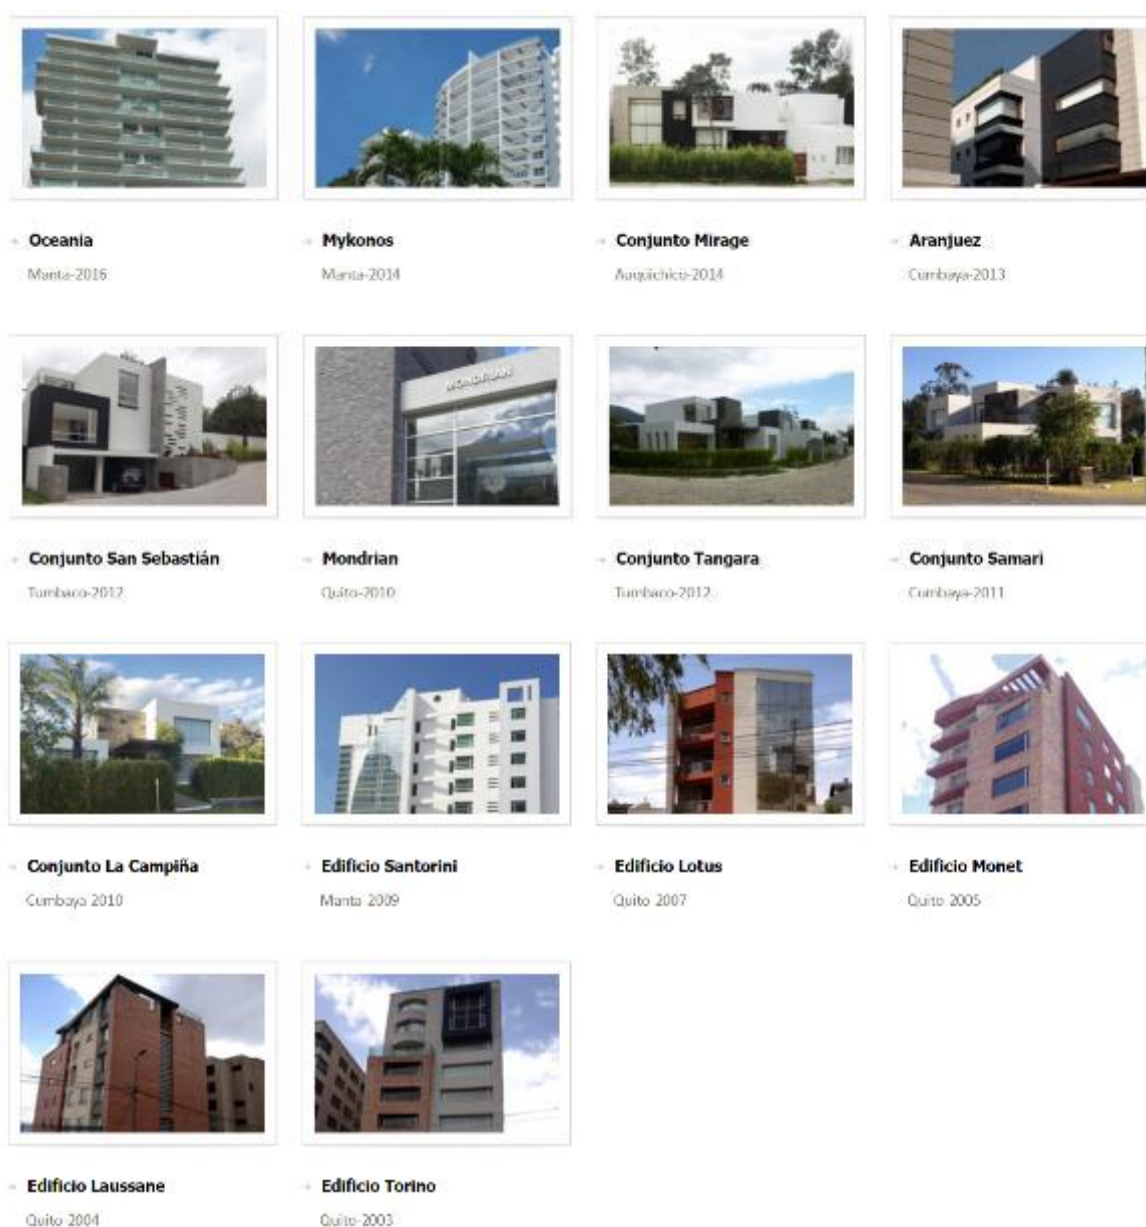 Oceania
Manta-2016
Mykonos
Manta-2014
Conjunto Mirage
Auquichico-2014
Aranjuez
Cumbaya-2013
MONDRIAN
Conjunto San Sebastián
Tumbaco-2012
Mondrian
Quito-2010
Conjunto Tangara
Tumbaco-2012
Conjunto Samari
Cumbaya-2011
Conjunto La Campiña
Cumbaya 2010
Edificio Santorini
Manta 2009
Edificio Lotus
Quito 2007
Edificio Monet
Quito 2005
Edificio Laussane
Quito 2004
Edificio Torino
Quito-2003